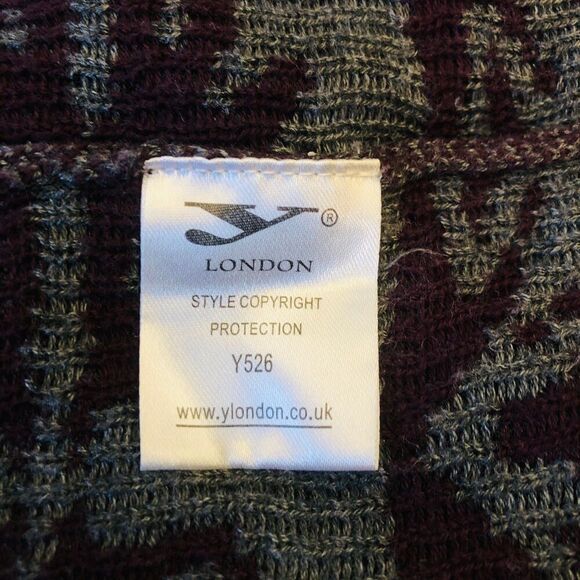 Y®
LONDON
STYLE COPYRIGHT
PROTECTION
Y526
www.ylondon.co.uk